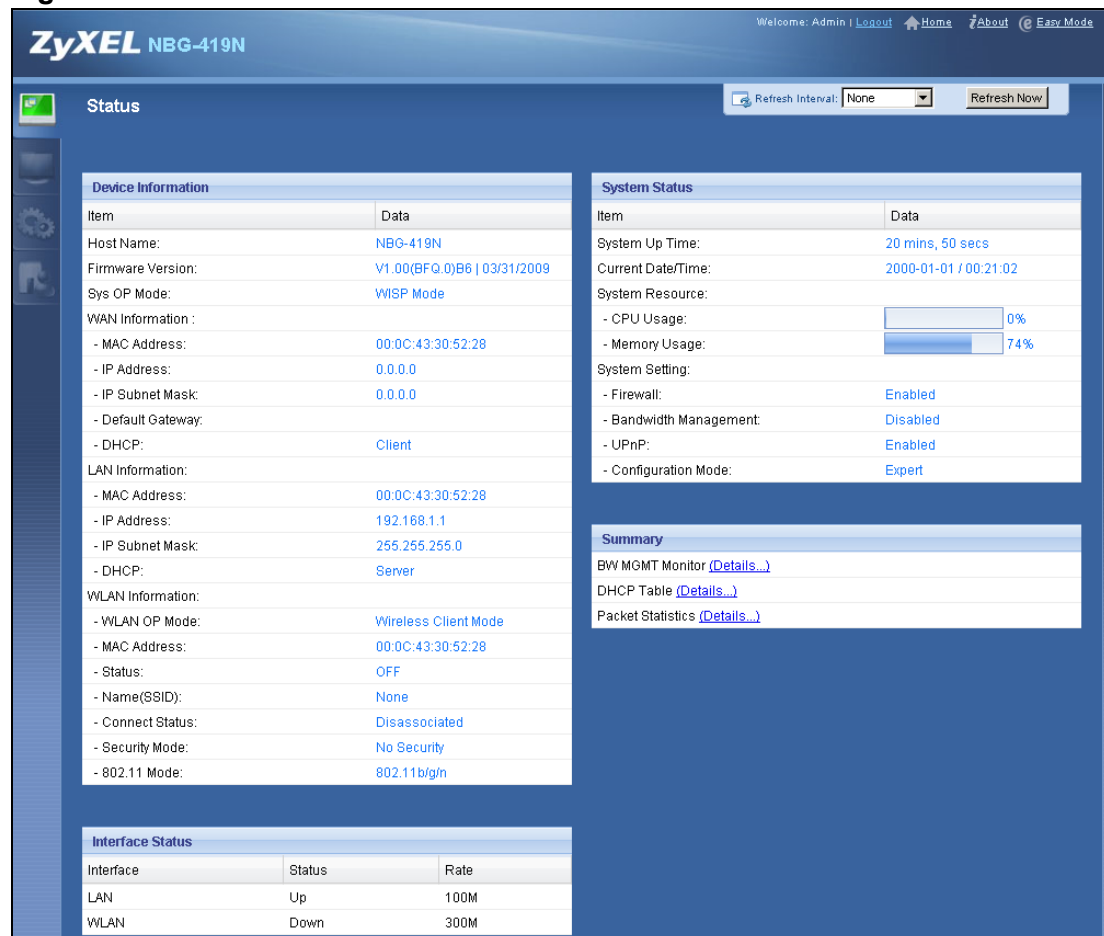 Welcome: Admin | Logout Home About Easy Mode
ZyXEL NBG-419N
Status
Refresh Interval: None Refresh Now
Device Information
Item Data
Host Name: NBG-419N
Firmware Version: V1.00(BFQ.0)B6 | 03/31/2009
Sys OP Mode: WISP Mode
WAN Information :
- MAC Address: 00:0C:43:30:52:28
- IP Address: 0.0.0.0
- IP Subnet Mask: 0.0.0.0
- Default Gateway:
- DHCP: Client
LAN Information:
- MAC Address: 00:0C:43:30:52:28
- IP Address: 192.168.1.1
- IP Subnet Mask: 255.255.255.0
- DHCP: Server
WLAN Information:
- WLAN OP Mode: Wireless Client Mode
- MAC Address: 00:0C:43:30:52:28
- Status: OFF
- Name(SSID): None
- Connect Status: Disassociated
- Security Mode: No Security
- 802.11 Mode: 802.11b/g/n
Interface Status
Interface Status Rate
LAN Up 100M
WLAN Down 300M
System Status
Item Data
System Up Time: 20 mins, 50 secs
Current Date/Time: 2000-01-01 / 00:21:02
System Resource:
- CPU Usage: 0%
- Memory Usage: 74%
System Setting:
- Firewall: Enabled
- Bandwidth Management: Disabled
- UPnP: Enabled
- Configuration Mode: Expert
Summary
BW MGMT Monitor (Details...)
DHCP Table (Details...)
Packet Statistics (Details...)